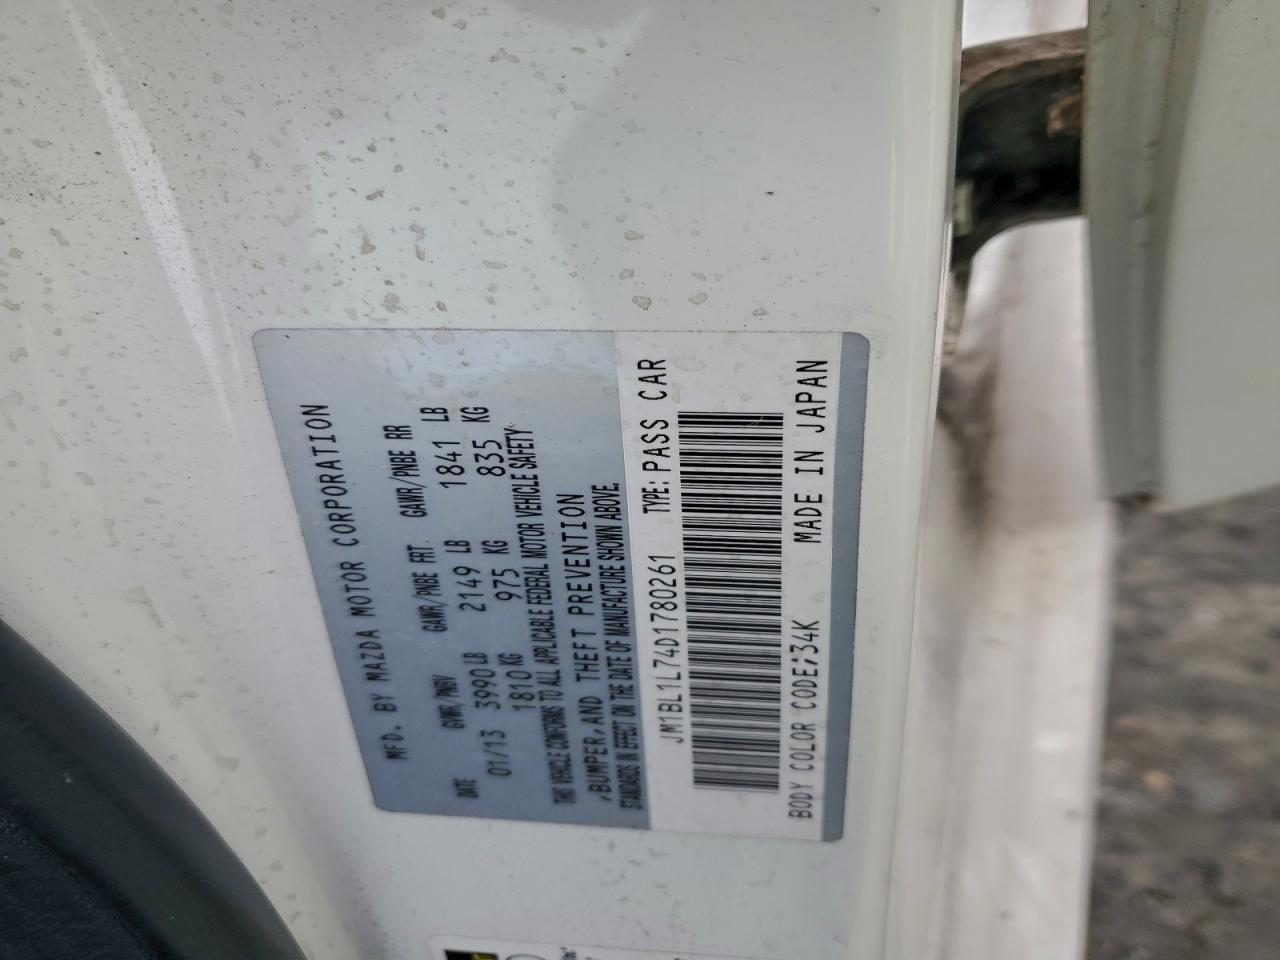 MFD. BY MAZDA MOTOR CORPORATION
DATE GVWR/PNBV GAWR/PNBE FRT. GAWR/PNBE RR
01/13 3990 LB 2149 LB 1841 LB
1810 KG 975 KG 835 KG
THIS VEHICLE CONFORMS TO ALL APPLICABLE FEDERAL MOTOR VEHICLE SAFETY
,BUMPER,AND THEFT PREVENTION
STANDARDS IN EFFECT ON THE DATE OF MANUFACTURE SHOWN ABOVE.
JM1BL1L74D1780261 TYPE: PASS CAR
BODY COLOR CODE;34K MADE IN JAPAN